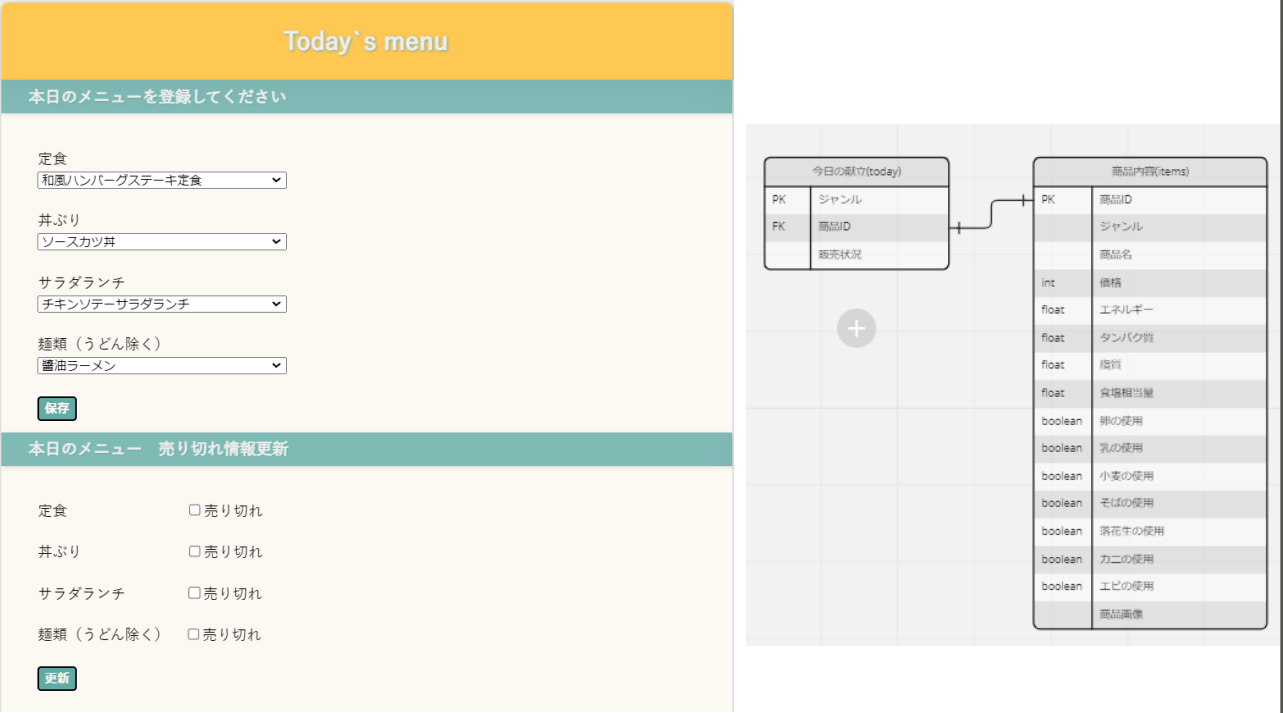 Today`s menu
本日のメニューを登録してください
定食
和風ハンバーグステーキ定食
丼ぶり
ソースカツ丼
サラダランチ
チキンソテーサラダランチ
麺類（うどん除く）
醬油ラーメン
保存
本日のメニュー　売り切れ情報更新
定食 売り切れ
丼ぶり 売り切れ
サラダランチ 売り切れ
麺類（うどん除く） 売り切れ
更新
今日の献立(today)
PK ジャンル
FK 商品ID
販売状況
商品内容(items)
PK 商品ID
ジャンル
商品名
int 価格
float エネルギー
float タンパク質
float 脂質
float 食塩相当量
boolean 卵の使用
boolean 乳の使用
boolean 小麦の使用
boolean そばの使用
boolean 落花生の使用
boolean カニの使用
boolean エビの使用
商品画像